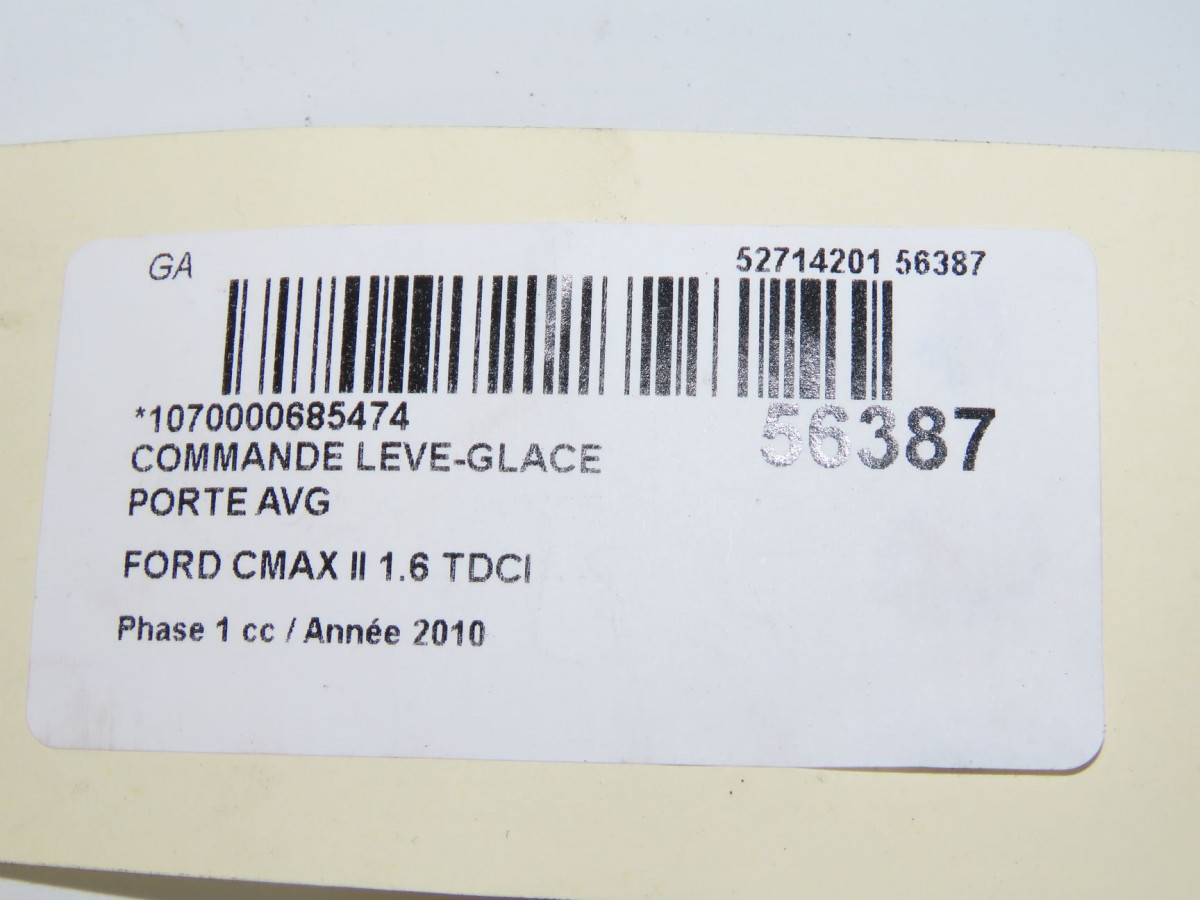 GA
52714201 56387
*1070000685474
56387
COMMANDE LEVE-GLACE
PORTE AVG
FORD CMAX II 1.6 TDCI
Phase 1 cc / Année 2010